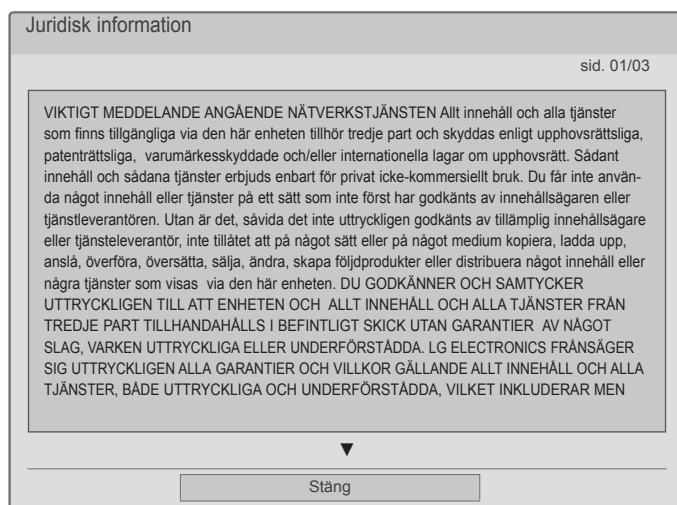 Juridisk information
sid. 01/03
VIKTIGT MEDDELANDE ANGÅENDE NÄTVERKSTJÄNSTEN Allt innehåll och alla tjänster
som finns tillgängliga via den här enheten tillhör tredje part och skyddas enligt upphovsrättsliga,
patenträttsliga, varumärkesskyddade och/eller internationella lagar om upphovsrätt. Sådant
innehåll och sådana tjänster erbjuds enbart för privat icke-kommersiellt bruk. Du får inte använ-
da något innehåll eller tjänster på ett sätt som inte först har godkänts av innehållsägaren eller
tjänstleverantören. Utan är det, såvida det inte uttryckligen godkänts av tillämplig innehållsägare
eller tjänsteleverantör, inte tillåtet att på något sätt eller på något medium kopiera, ladda upp,
anslå, överföra, översätta, sälja, ändra, skapa följdprodukter eller distribuera något innehåll eller
några tjänster som visas via den här enheten. DU GODKÄNNER OCH SAMTYCKER
UTTRYCKLIGEN TILL ATT ENHETEN OCH ALLT INNEHÅLL OCH ALLA TJÄNSTER FRÅN
TREDJE PART TILLHANDAHÅLLS I BEFINTLIGT SKICK UTAN GARANTIER AV NÅGOT
SLAG, VARKEN UTTRYCKLIGA ELLER UNDERFÖRSTÅDDA. LG ELECTRONICS FRÅNSÄGER
SIG UTTRYCKLIGEN ALLA GARANTIER OCH VILLKOR GÄLLANDE ALLT INNEHÅLL OCH ALLA
TJÄNSTER, BÅDE UTTRYCKLIGA OCH UNDERFÖRSTÅDDA, VILKET INKLUDERAR MEN
▼
Stäng